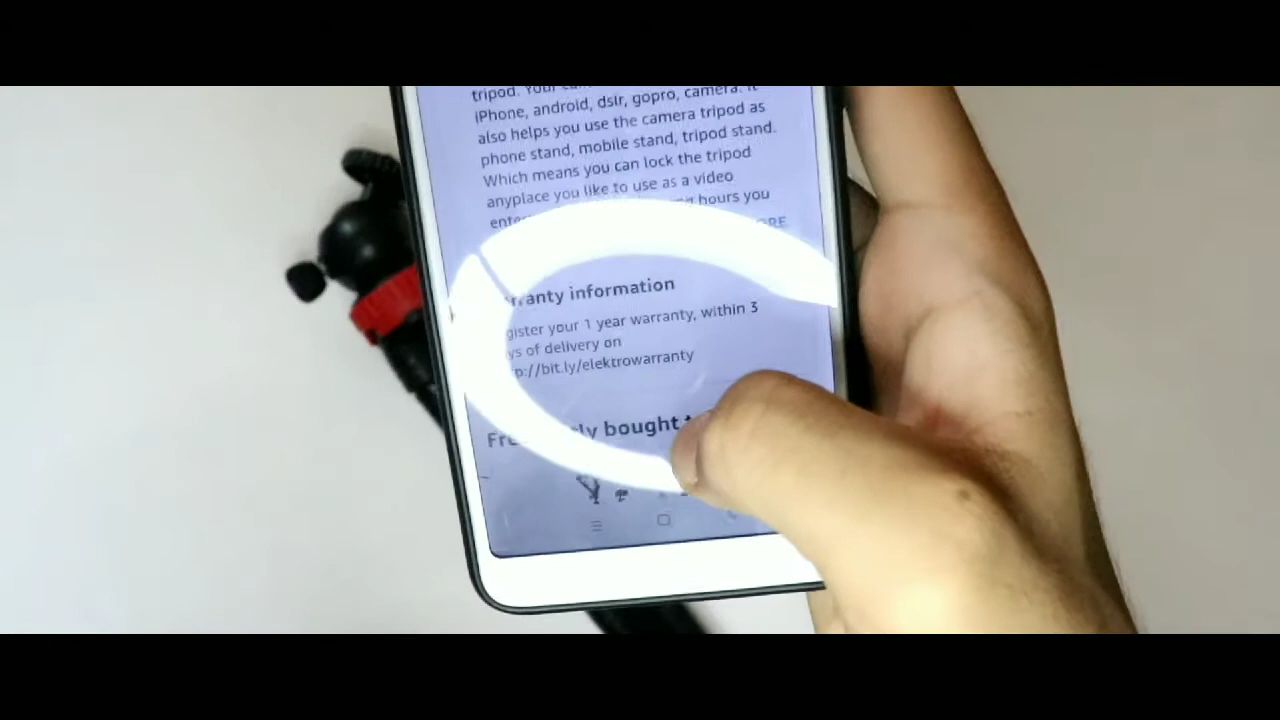 tripod. Your
iPhone, android, dslr, gopro, camera. It
also helps you use the camera tripod as
phone stand, mobile stand, tripod stand.
Which means you can lock the tripod
anyplace you like to use as a video
hours you
rranty information
gister your 1 year warranty, within 3
ys of delivery on
p://bit.ly/elektrowarranty
ly bought